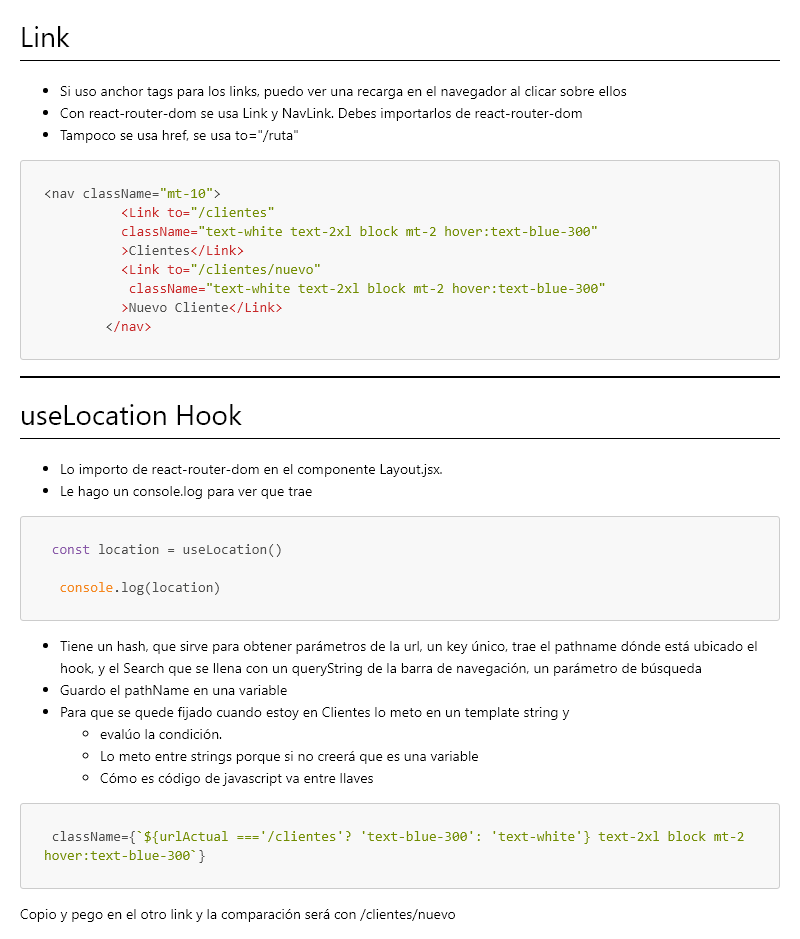 Link
Si uso anchor tags para los links, puedo ver una recarga en el navegador al clicar sobre ellos
Con react-router-dom se usa Link y NavLink. Debes importarlos de react-router-dom
Tampoco se usa href, se usa to="/ruta"
<nav className="mt-10">
<Link to="/clientes"
className="text-white text-2xl block mt-2 hover:text-blue-300"
>Clientes</Link>
<Link to="/clientes/nuevo"
className="text-white text-2xl block mt-2 hover:text-blue-300"
>Nuevo Cliente</Link>
</nav>
useLocation Hook
Lo importo de react-router-dom en el componente Layout.jsx.
Le hago un console.log para ver que trae
const location = useLocation()
console.log(location)
Tiene un hash, que sirve para obtener parámetros de la url, un key único, trae el pathname dónde está ubicado el
hook, y el Search que se llena con un queryString de la barra de navegación, un parámetro de búsqueda
Guardo el pathName en una variable
Para que se quede fijado cuando estoy en Clientes lo meto en un template string y
evalúo la condición.
Lo meto entre strings porque si no creerá que es una variable
Cómo es código de javascript va entre llaves
className={`${urlActual ==='/clientes'? 'text-blue-300': 'text-white'} text-2xl block mt-2
hover:text-blue-300`}
Copio y pego en el otro link y la comparación será con /clientes/nuevo